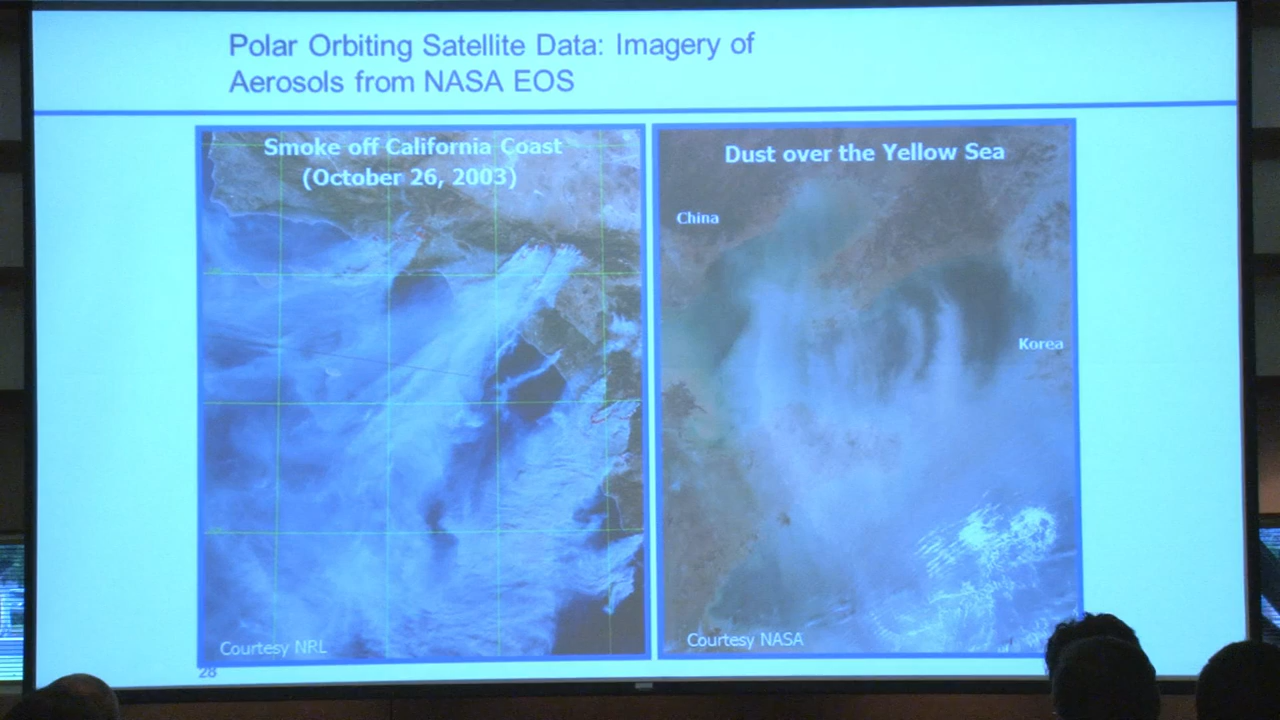 Polar Orbiting Satellite Data: Imagery of
Aerosols from NASA EOS
Smoke off California Coast
(October 26, 2003)
Courtesy NRL
Dust over the Yellow Sea
China
Korea
Courtesy NASA
28